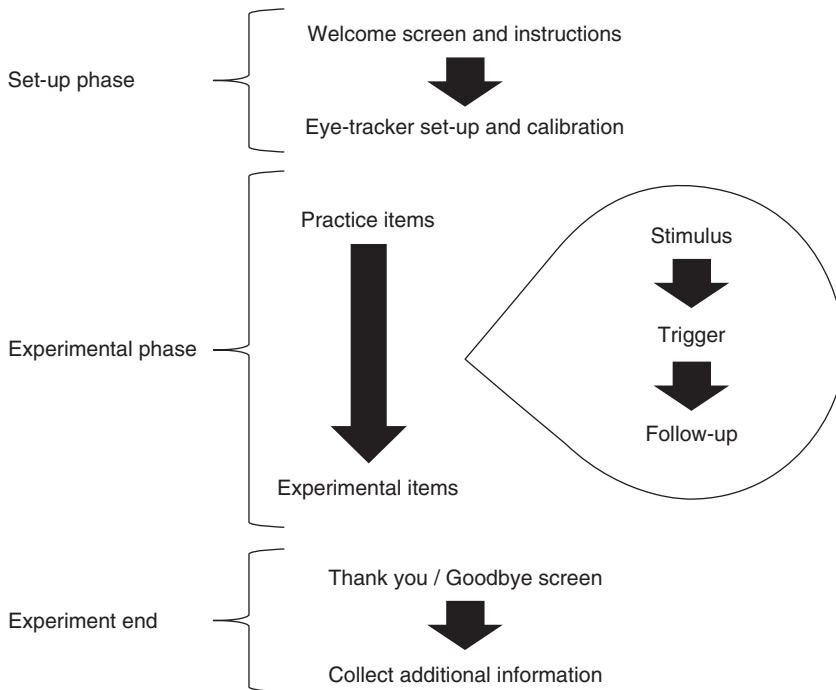 Set-up phase
Welcome screen and instructions
Eye-tracker set-up and calibration
Experimental phase
Practice items
Experimental items
Stimulus
Trigger
Follow-up
Experiment end
Thank you / Goodbye screen
Collect additional information